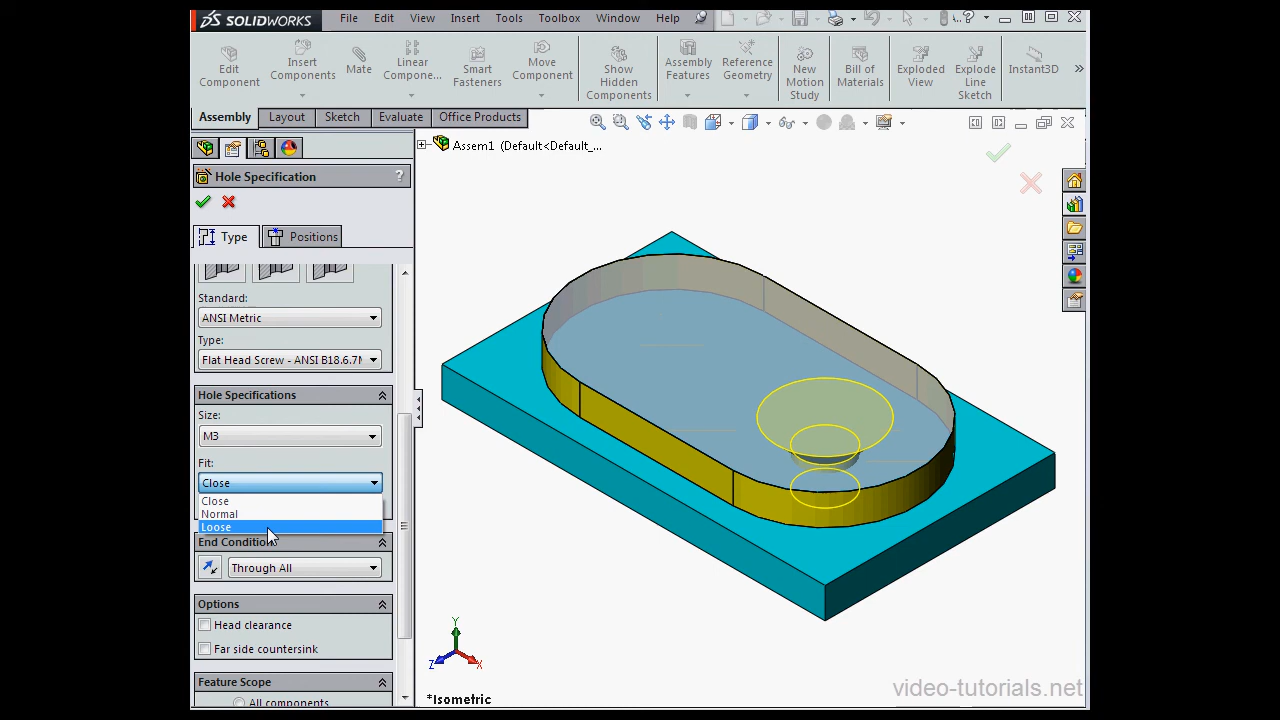 SOLIDWORKS File Edit View Insert Tools Toolbox Window Help
Edit Component
Insert Components
Mate
Linear Compone...
Smart Fasteners
Move Component
Show Hidden Components
Assembly Features
Reference Geometry
New Motion Study
Bill of Materials
Exploded View
Explode Line Sketch
Instant3D
Assembly Layout Sketch Evaluate Office Products
Assem1 (Default<Default_...
Hole Specification ?
Type Positions
Standard:
ANSI Metric
Type:
Flat Head Screw - ANSI B18.6.7M
Hole Specifications
Size:
M3
Fit:
Close
Close
Normal
Loose
End Conditions
Through All
Options
Head clearance
Far side countersink
Feature Scope
All components
Y
Z X
*Isometric
video-tutorials.net